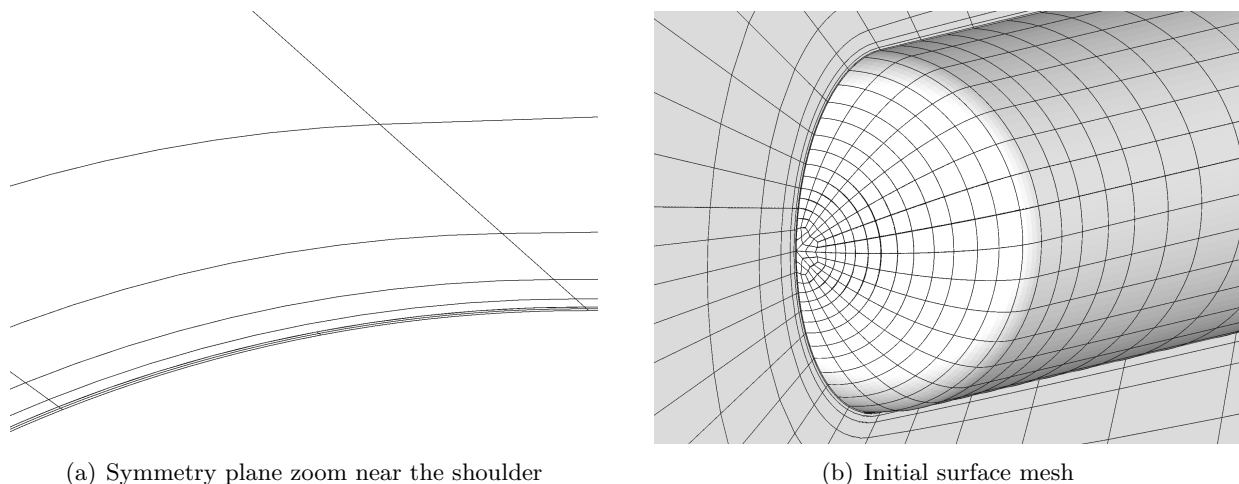 (a) Symmetry plane zoom near the shoulder
(b) Initial surface mesh